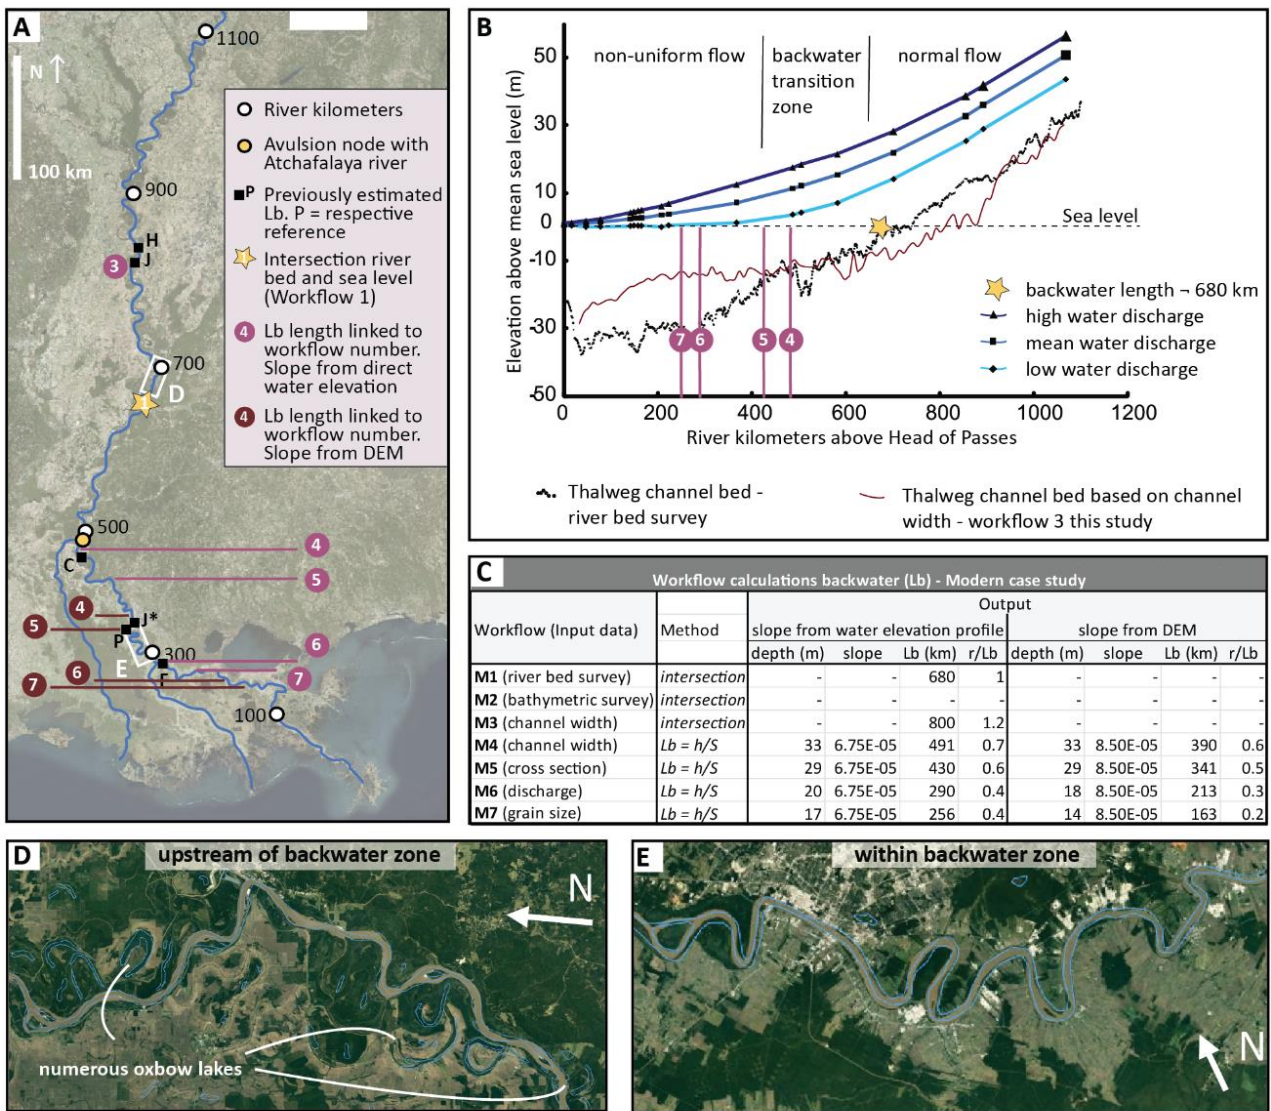 A
1100
N
100 km
River kilometers
Avulsion node with
Atchafalaya river
P Previously estimated
Lb. P = respective
reference
1 Intersection river
bed and sea level
(Workflow 1)
4 Lb length linked to
workflow number.
Slope from direct
water elevation
4 Lb length linked to
workflow number.
Slope from DEM
900
H
J
3
700
D
1
500
C
4
5
4
J*
5
P
6
300
E
6
7
7
100
B
Elevation above mean sea level (m)
50
30
10
0
-10
-30
-50
non-uniform flow
backwater
transition
zone
normal flow
Sea level
7 6 5 4
backwater length ¬ 680 km
high water discharge
mean water discharge
low water discharge
0 200 400 600 800 1000 1200
River kilometers above Head of Passes
Thalweg channel bed -
river bed survey
Thalweg channel bed based on channel
width - workflow 3 this study
C
Workflow calculations backwater (Lb) - Modern case study
Output
Workflow (Input data) Method slope from water elevation profile slope from DEM
depth (m) slope Lb (km) r/Lb depth (m) slope Lb (km) r/Lb
M1 (river bed survey) intersection - - 680 1 - - - -
M2 (bathymetric survey) intersection - - - - - - - -
M3 (channel width) intersection - - 800 1.2 - - - -
M4 (channel width) Lb = h/S 33 6.75E-05 491 0.7 33 8.50E-05 390 0.6
M5 (cross section) Lb = h/S 29 6.75E-05 430 0.6 29 8.50E-05 341 0.5
M6 (discharge) Lb = h/S 20 6.75E-05 290 0.4 18 8.50E-05 213 0.3
M7 (grain size) Lb = h/S 17 6.75E-05 256 0.4 14 8.50E-05 163 0.2
D
upstream of backwater zone
N
numerous oxbow lakes
E
within backwater zone
N